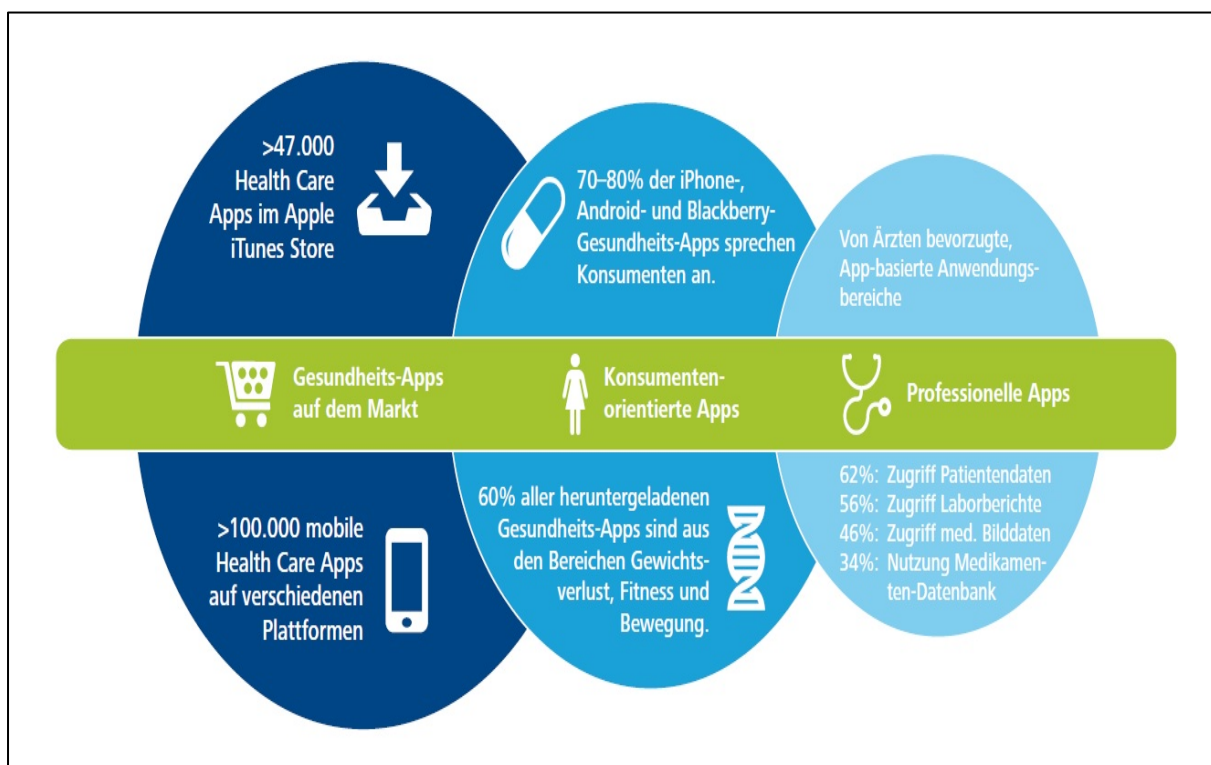 >47.000
Health Care
Apps im Apple
iTunes Store
70–80% der iPhone-,
Android- und Blackberry-
Gesundheits-Apps sprechen
Konsumenten an.
Von Ärzten bevorzugte,
App-basierte Anwendungs-
bereiche
Gesundheits-Apps
auf dem Markt
Konsumenten-
orientierte Apps
Professionelle Apps
>100.000 mobile
Health Care Apps
auf verschiedenen
Plattformen
60% aller heruntergeladenen
Gesundheits-Apps sind aus
den Bereichen Gewichts-
verlust, Fitness und
Bewegung.
62%: Zugriff Patientendaten
56%: Zugriff Laborberichte
46%: Zugriff med. Bilddaten
34%: Nutzung Medikamen-
ten-Datenbank